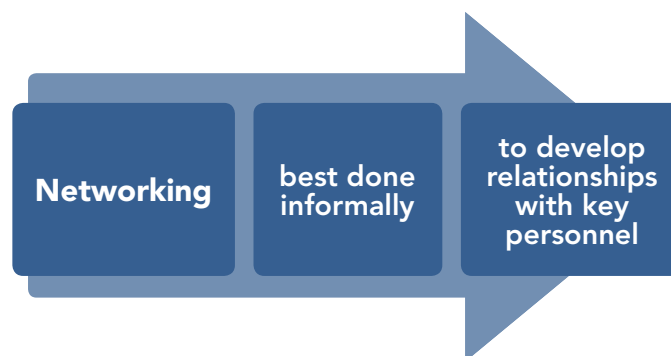 Networking
best done
informally
to develop
relationships
with key
personnel